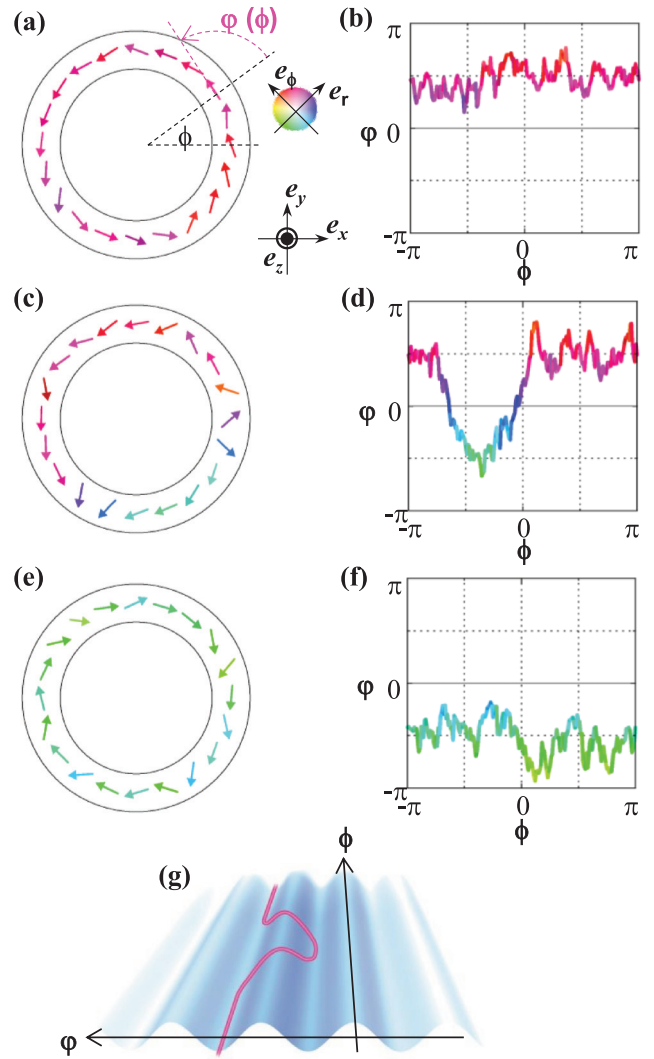 (a)
φ (ϕ)
ϕ
e_ϕ
e_r
e_y
e_x
e_z
(b)
π
φ 0
-π
-π 0 π
ϕ
(c)
(d)
π
φ 0
-π
-π 0 π
ϕ
(e)
(f)
π
φ 0
-π
-π 0 π
ϕ
(g)
ϕ
φ